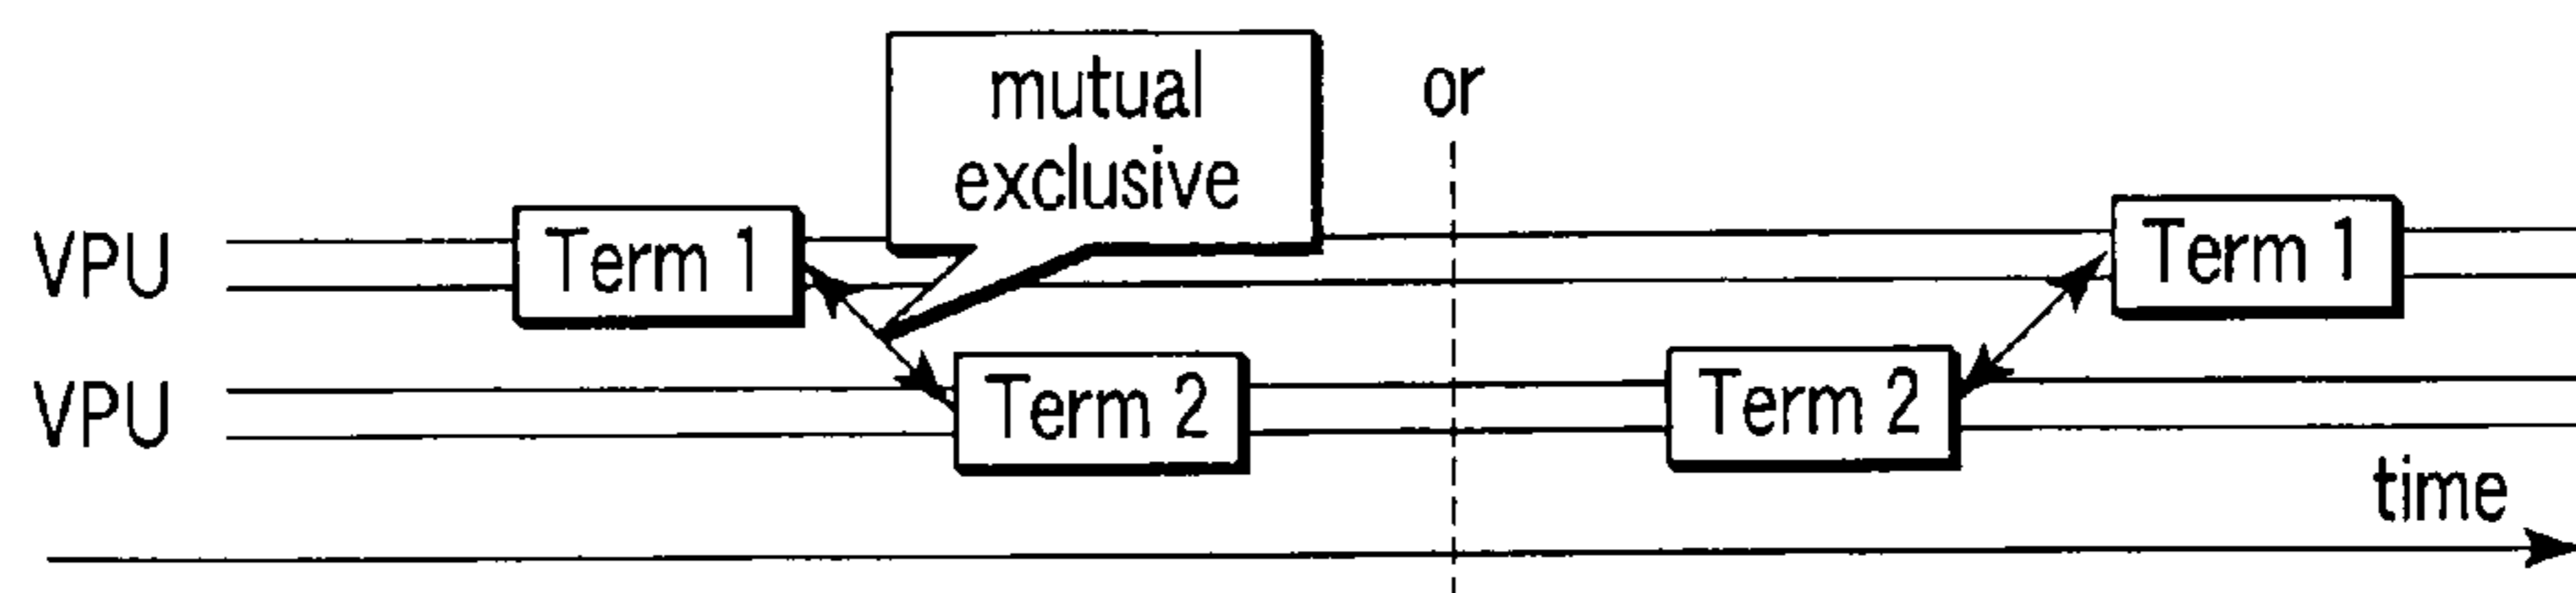 mutual
exclusive
or
VPU
Term 1
Term 1
VPU
Term 2
Term 2
time